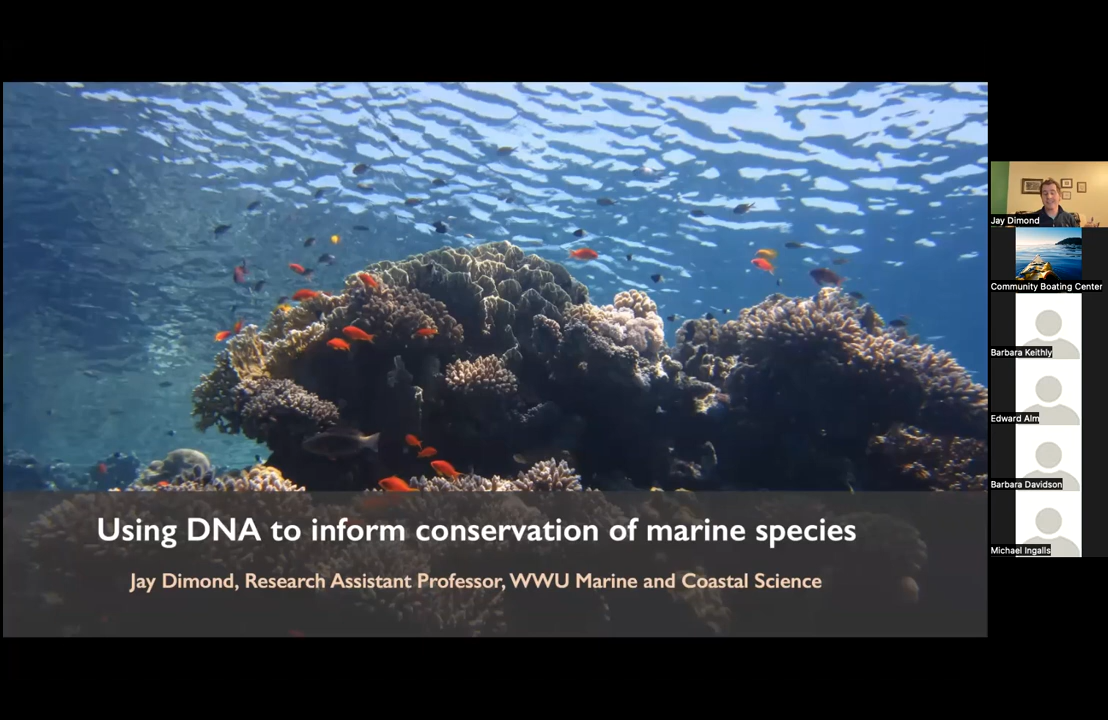 Using DNA to inform conservation of marine species
Jay Dimond, Research Assistant Professor, WWU Marine and Coastal Science
Jay Dimond
Community Boating Center
Barbara Keithly
Edward Alm
Barbara Davidson
Michael Ingalls